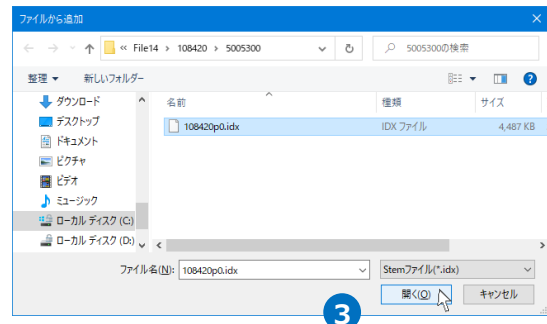 ファイルから追加
« File14 > 108420 > 5005300
5005300の検索
整理 新しいフォルダー
名前 種類 サイズ
ダウンロード
108420p0.idx IDX ファイル 4,487 KB
デスクトップ
ドキュメント
ピクチャ
ビデオ
ミュージック
ローカル ディスク (C:)
ローカル ディスク (D:)
ファイル名(N): 108420p0.idx Stemファイル(*.idx)
開く(O) キャンセル
3